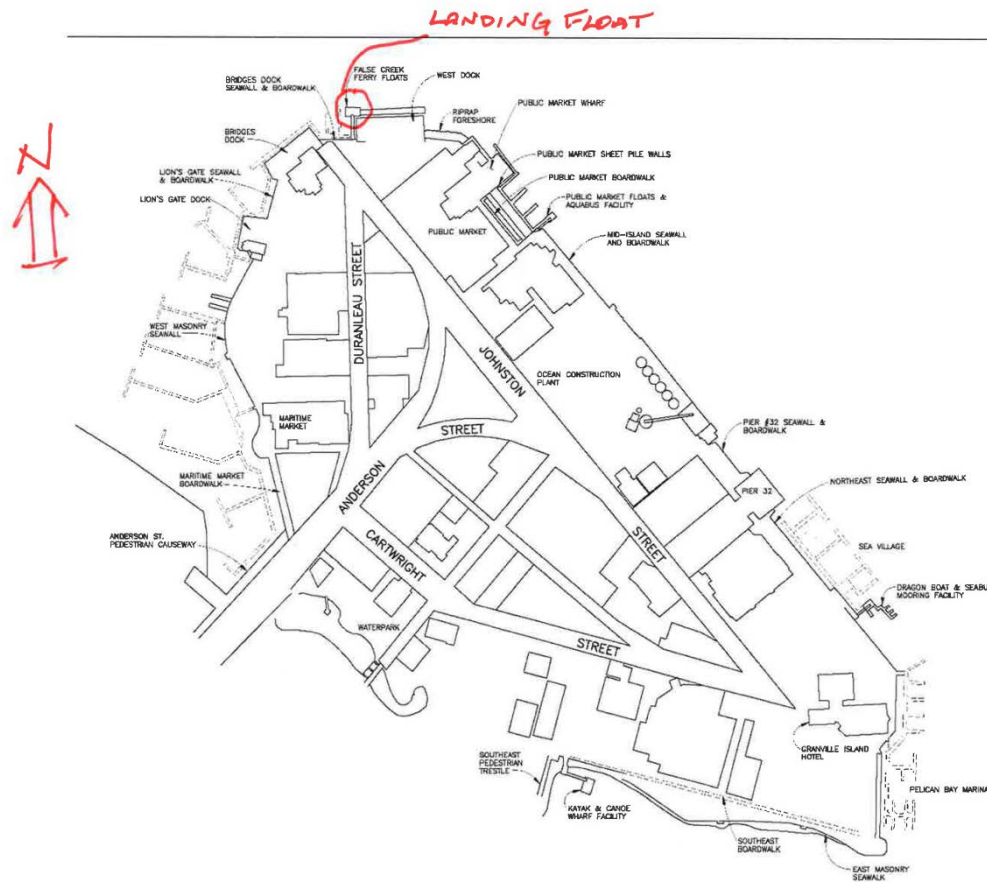 LANDING FLOAT
N
FALSE CREEK
FERRY FLOATS
WEST DOCK
BRIDGES DOCK
SEAWALL & BOARDWALK
RIPRAP
FORESHORE
PUBLIC MARKET WHARF
BRIDGES
DOCK
PUBLIC MARKET SHEET PILE WALLS
LION'S GATE SEAWALL
& BOARDWALK
PUBLIC MARKET BOARDWALK
LION'S GATE DOCK
PUBLIC MARKET FLOATS &
AQUABUS FACILITY
PUBLIC MARKET
MID-ISLAND SEAWALL
AND BOARDWALK
DURANLEAU STREET
WEST MASONRY
SEAWALL
JOHNSTON
STREET
OCEAN CONSTRUCTION
PLANT
MARITIME
MARKET
ANDERSON
STREET
PIER #32 SEAWALL &
BOARDWALK
MARITIME MARKET
BOARDWALK
PIER 32
NORTHEAST SEAWALL & BOARDWALK
ANDERSON ST.
PEDESTRIAN CAUSEWAY
CARTWRIGHT
STREET
SEA VILLAGE
DRAGON BOAT & SEABUS
MOORING FACILITY
WATERPARK
GRANVILLE ISLAND
HOTEL
SOUTHEAST
PEDESTRIAN
TRESTLE
PELICAN BAY MARINA
KAYAK & CANOE
WHARF FACILITY
SOUTHEAST
BOARDWALK
EAST MASONRY
SEAWALK